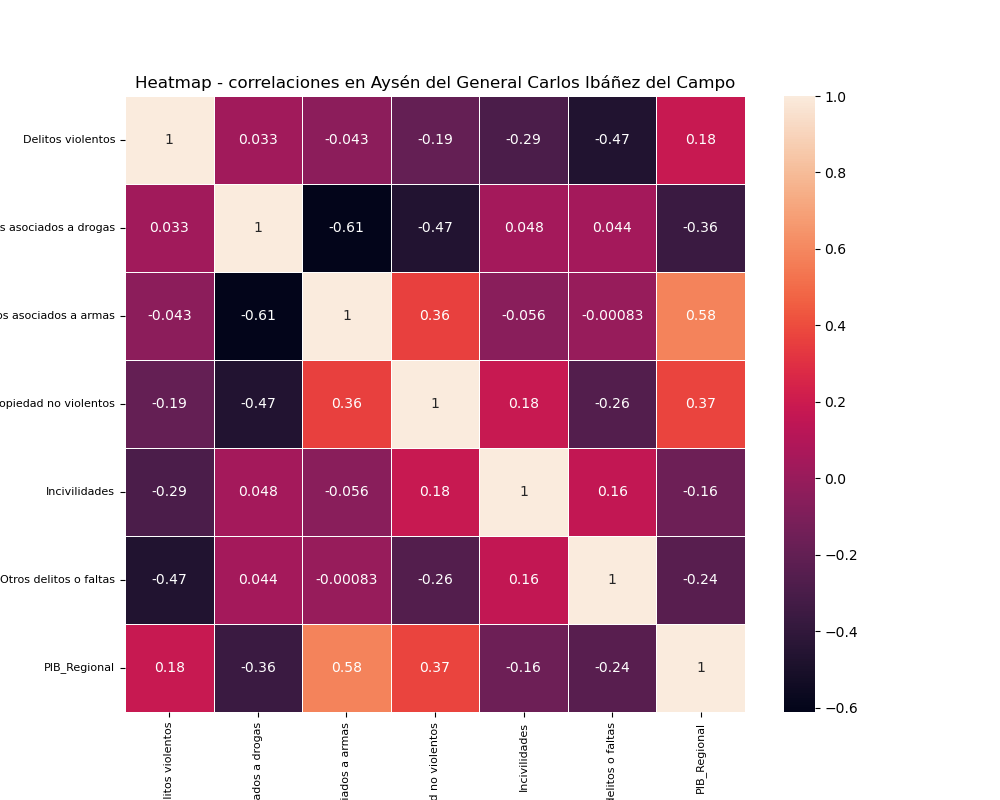 Heatmap - correlaciones en Aysén del General Carlos Ibáñez del Campo
Delitos violentos 1 0.033 -0.043 -0.19 -0.29 -0.47 0.18
s asociados a drogas 0.033 1 -0.61 -0.47 0.048 0.044 -0.36
os asociados a armas -0.043 -0.61 1 0.36 -0.056 -0.00083 0.58
opiedad no violentos -0.19 -0.47 0.36 1 0.18 -0.26 0.37
Incivilidades -0.29 0.048 -0.056 0.18 1 0.16 -0.16
Otros delitos o faltas -0.47 0.044 -0.00083 -0.26 0.16 1 -0.24
PIB_Regional 0.18 -0.36 0.58 0.37 -0.16 -0.24 1
litos violentos
ados a drogas
iados a armas
d no violentos
Incivilidades
delitos o faltas
PIB_Regional
1.0
0.8
0.6
0.4
0.2
0.0
−0.2
−0.4
−0.6